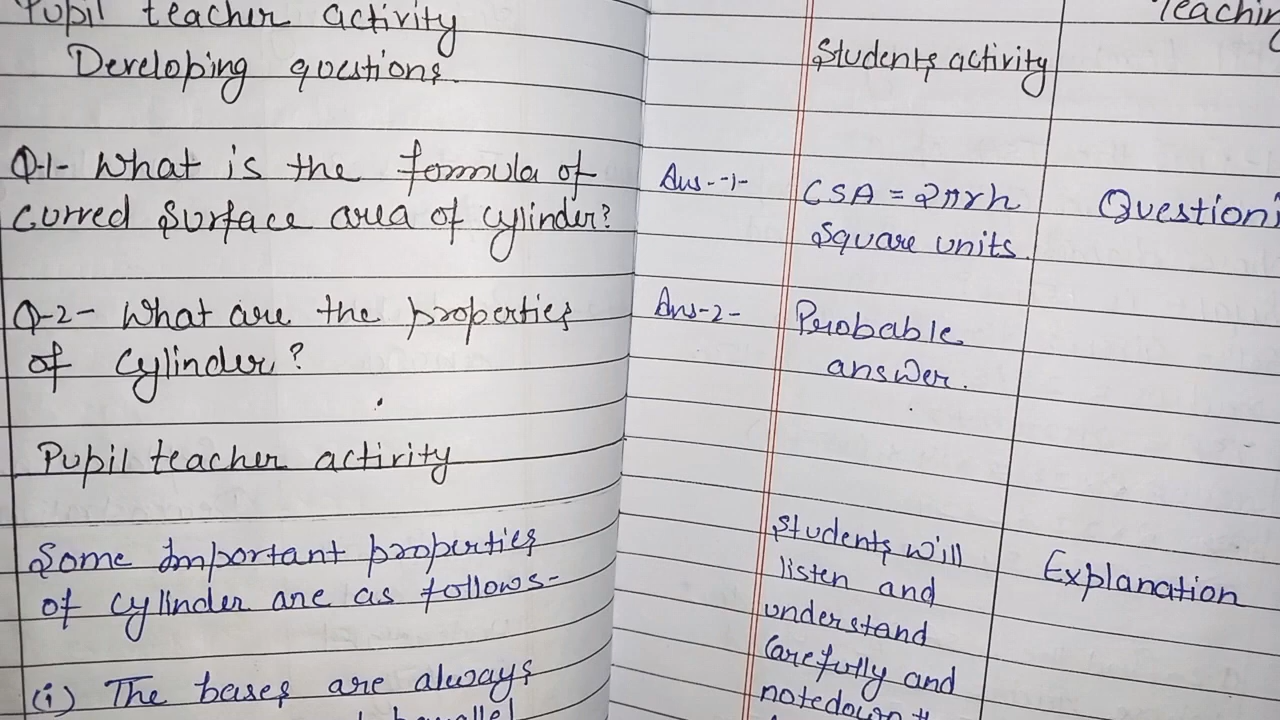 Pupil teacher activity
Developing questions.
Q-1- What is the formula of
curved surface area of cylinder?
Q-2- What are the properties
of cylinder?
Pupil teacher activity
Some important properties
of cylinder are as follows-
(i) The bases are always
Students activity
Ans-1-
CSA = 2πrh
square units.
Ans-2-
Probable
answer.
Students will
listen and
understand
carefully and
notedown
Question
Explanation